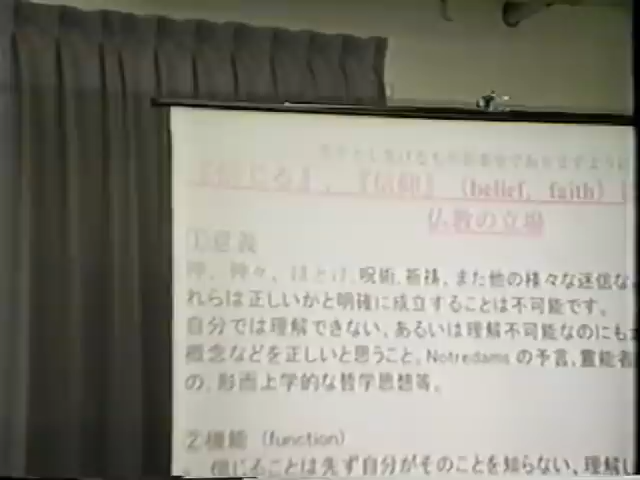 『信じる』、『信仰』 (belief, faith)
仏教の立場
①意義
神、神々、ほとけ、呪術、祈祷、また他の様々な迷信な
れらは正しいかと明確に成立することは不可能です。
自分では理解できない、あるいは理解不可能なのにも
概念などを正しいと思うこと。Notredams の予言、霊能者
の、形而上学的な哲学思想等。
②機能 (function)
信じることは先ず自分がそのことを知らない、理解し